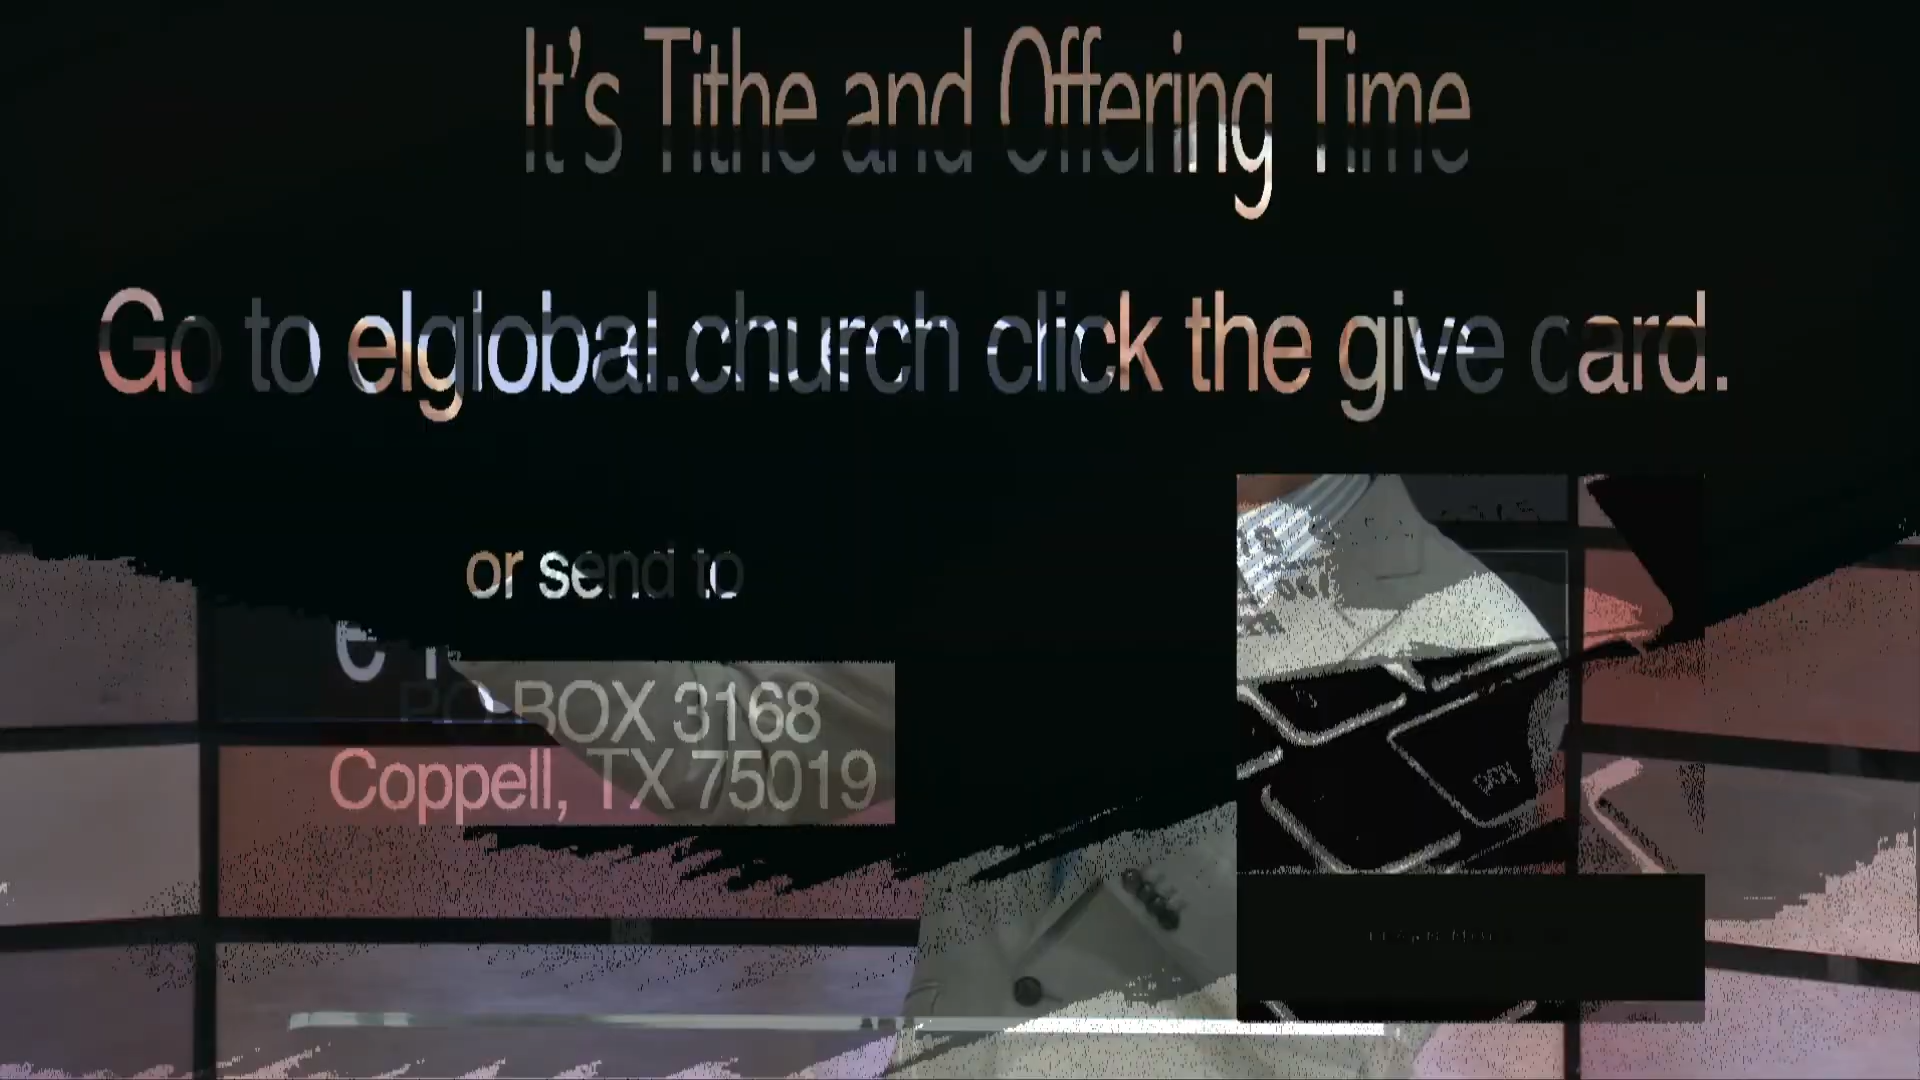 It's Tithe and Offering Time
Go to elglobal.church click the give card.
or send to
PO BOX 3168
Coppell, TX 75019